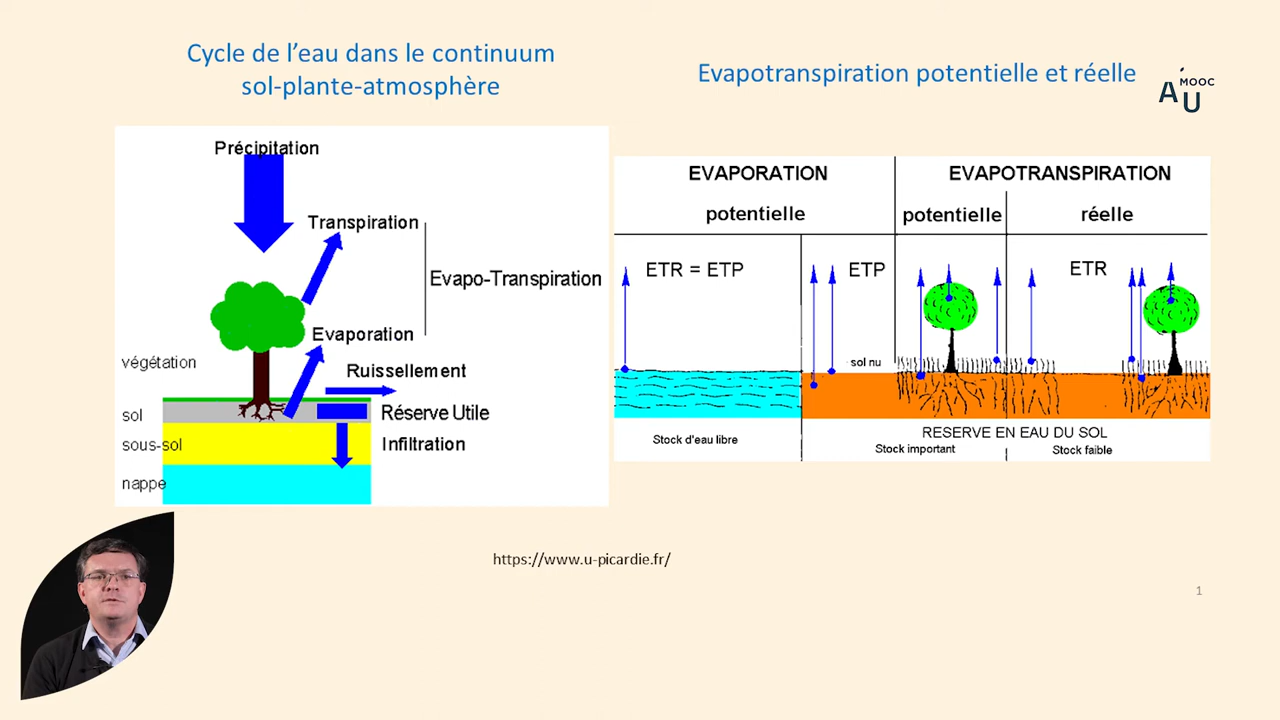 Cycle de l’eau dans le continuum
sol-plante-atmosphère
Evapotranspiration potentielle et réelle
MOOC
AU
Précipitation
Transpiration
Evapo-Transpiration
Evaporation
végétation
Ruissellement
sol
Réserve Utile
sous-sol
Infiltration
nappe
EVAPORATION
EVAPOTRANSPIRATION
potentielle
potentielle
réelle
ETR = ETP
ETP
ETR
sol nu
RESERVE EN EAU DU SOL
Stock d'eau libre
Stock important
Stock faible
https://www.u-picardie.fr/
1